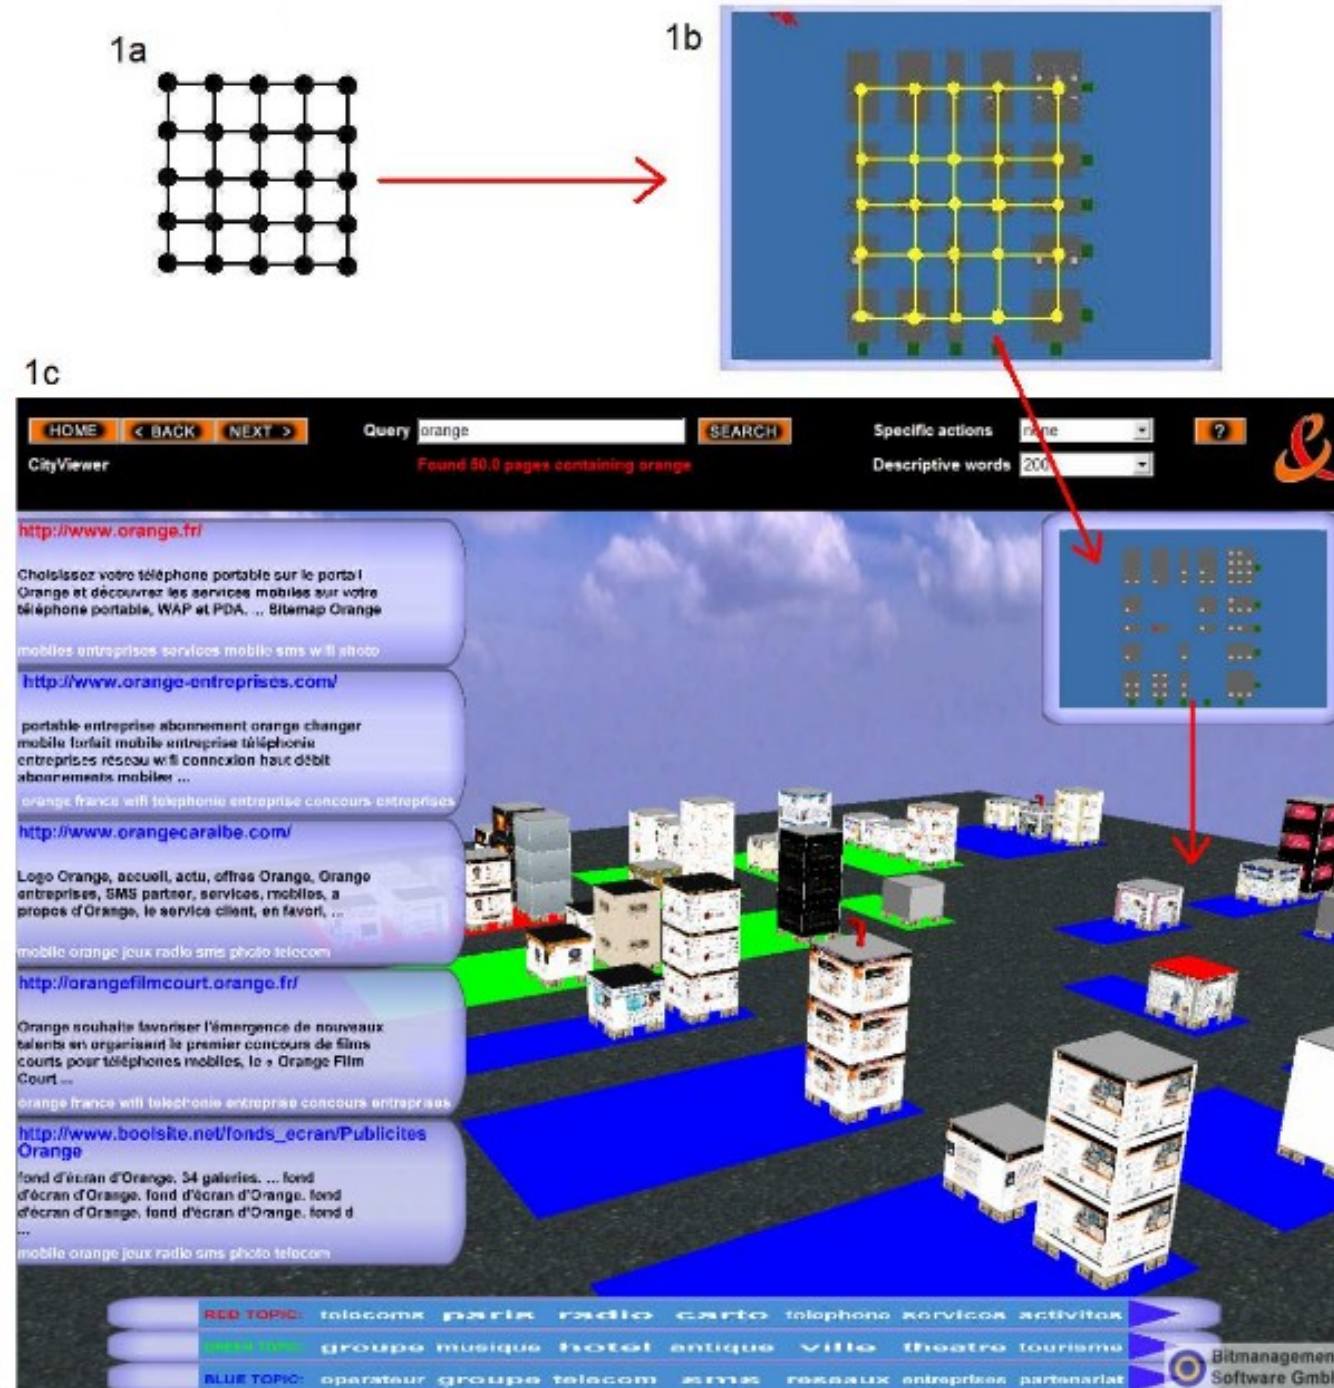 1a
1b
1c
HOME < BACK NEXT > Query orange SEARCH Specific actions none ?
CityViewer Found 50.0 pages containing orange Descriptive words 200
http://www.orange.fr/
Choisissez votre téléphone portable sur le portail
Orange et découvrez les services mobiles sur votre
téléphone portable, WAP et PDA. ... Sitemap Orange
mobiles entreprises services mobile sms wifi photo
http://www.orange-entreprises.com/
portable entreprise abonnement orange changer
mobile forfait mobile entreprise téléphonie
entreprises réseau wifi connexion haut débit
abonnements mobiles ...
orange france wifi telephonie entreprise concours entreprises
http://www.orangecaraibe.com/
Logo Orange, accueil, actu, offres Orange, Orange
entreprises, SMS partner, services, mobiles, a
propos d'Orange, le service client, en favori, ...
mobile orange jeux radio sms photo telecom
http://orangefilmcourt.orange.fr/
Orange souhaite favoriser l'émergence de nouveaux
talents en organisant le premier concours de films
courts pour téléphones mobiles, le « Orange Film
Court ...
orange france wifi telephonie entreprise concours entreprises
http://www.boolsite.net/fonds_ecran/Publicites
Orange
fond d'écran d'Orange. 34 galeries. ... fond
d'écran d'Orange. fond d'écran d'Orange. fond
d'écran d'Orange. fond d'écran d'Orange. fond d
...
mobile orange jeux radio sms photo telecom
RED TOPIC: telecoms paris radio carto telephone services activites
GREEN TOPIC: groupe musique hotel antique ville theatre tourisme
BLUE TOPIC: operateur groupe telecom sms reseaux entreprises partenariat
Bitmanagemen
Software Gmb